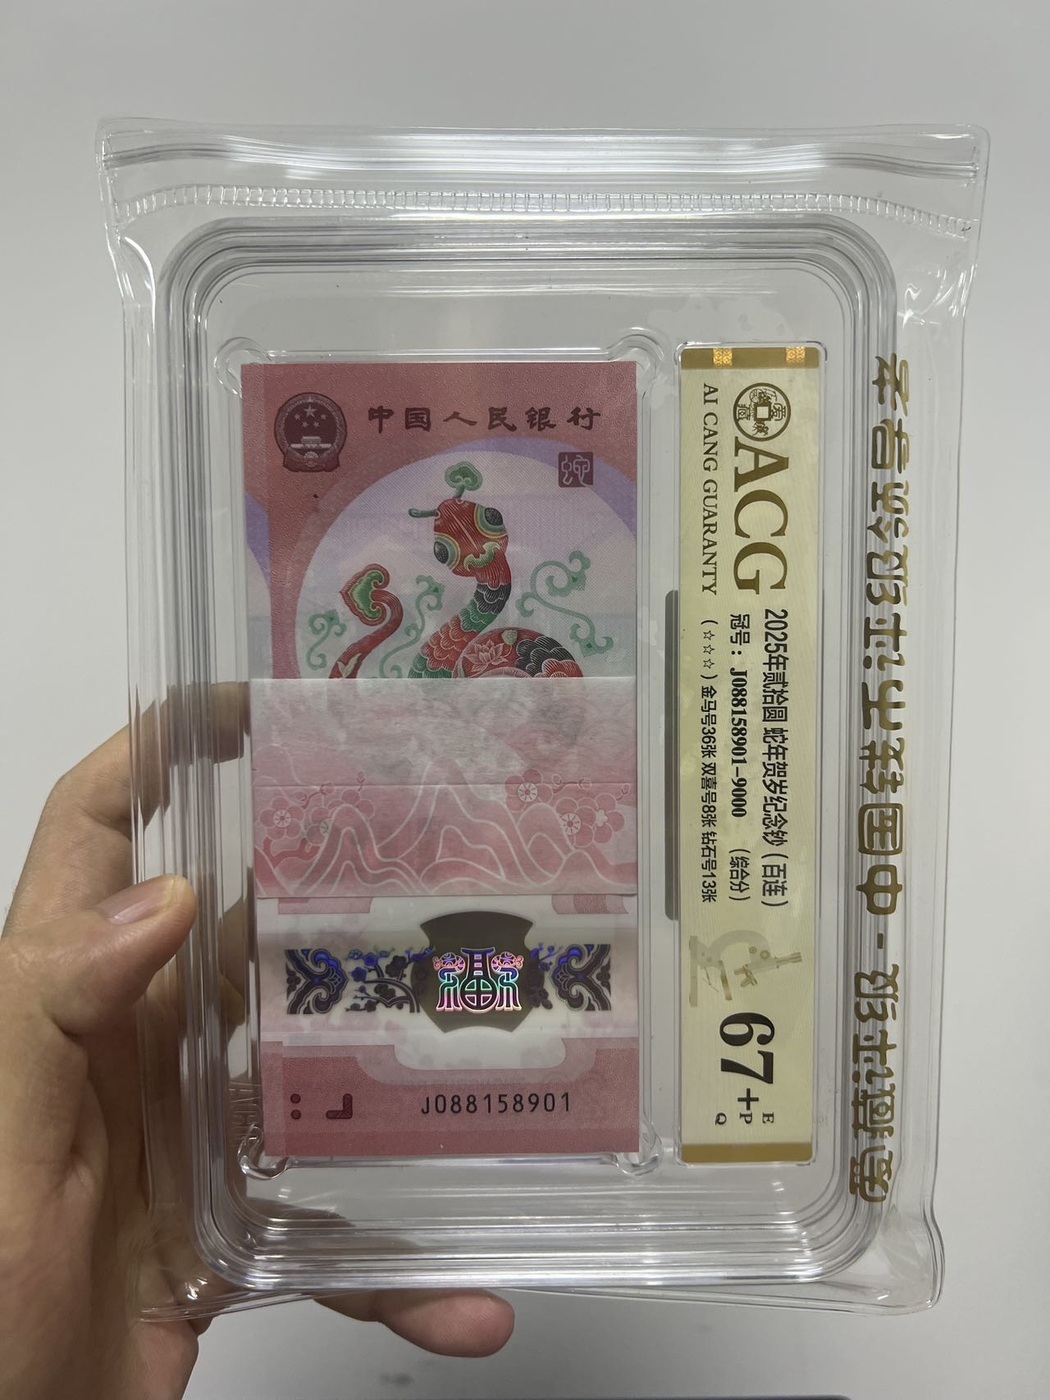 中国人民银行
蛇
福
J088158901
ACG
AI CANG GUARANTY
2025年贰拾圆 蛇年贺岁纪念钞（百连）
冠号：J088158901-9000 （综合分）
（☆☆☆）金马号36张 双喜号8张 钻石号13张
67+
E
P
Q